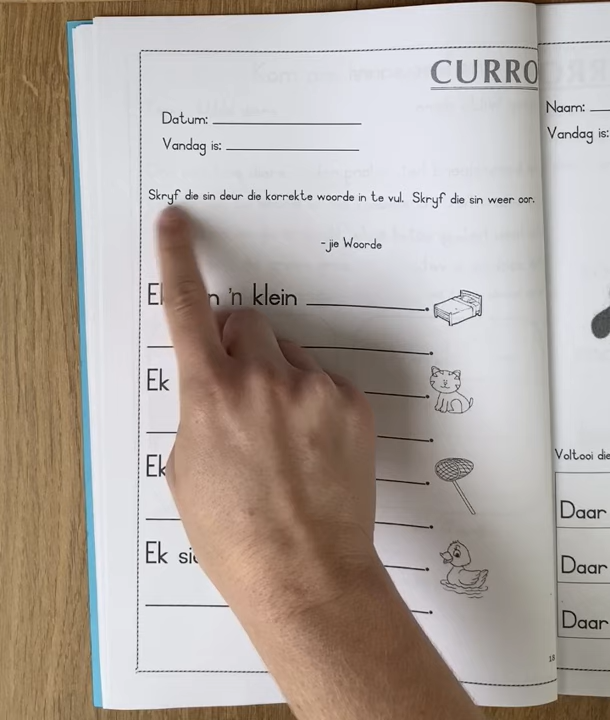 CURRO
Datum:
Vandag is:
Skryf die sin deur die korrekte woorde in te vul. Skryf die sin weer oor.
-jie Woorde
'n klein
Ek
Ek
Ek
Naam:
Vandag is:
Voltooi die
Daar
Daar
Daar